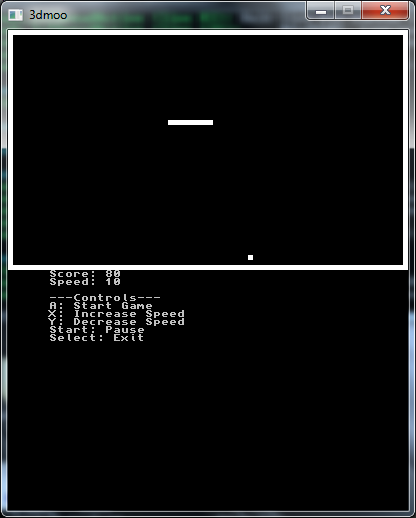 3dmoo
Score: 80
Speed: 10
---Controls---
A: Start Game
X: Increase Speed
Y: Decrease Speed
Start: Pause
Select: Exit